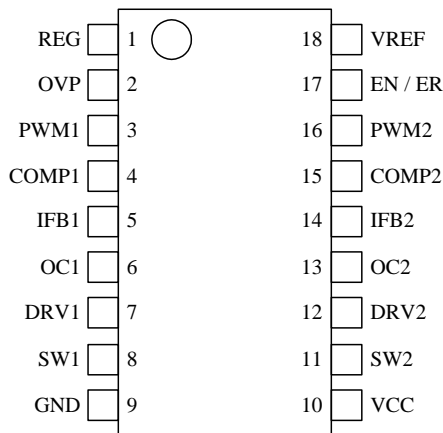 REG 1 18 VREF
OVP 2 17 EN / ER
PWM1 3 16 PWM2
COMP1 4 15 COMP2
IFB1 5 14 IFB2
OC1 6 13 OC2
DRV1 7 12 DRV2
SW1 8 11 SW2
GND 9 10 VCC